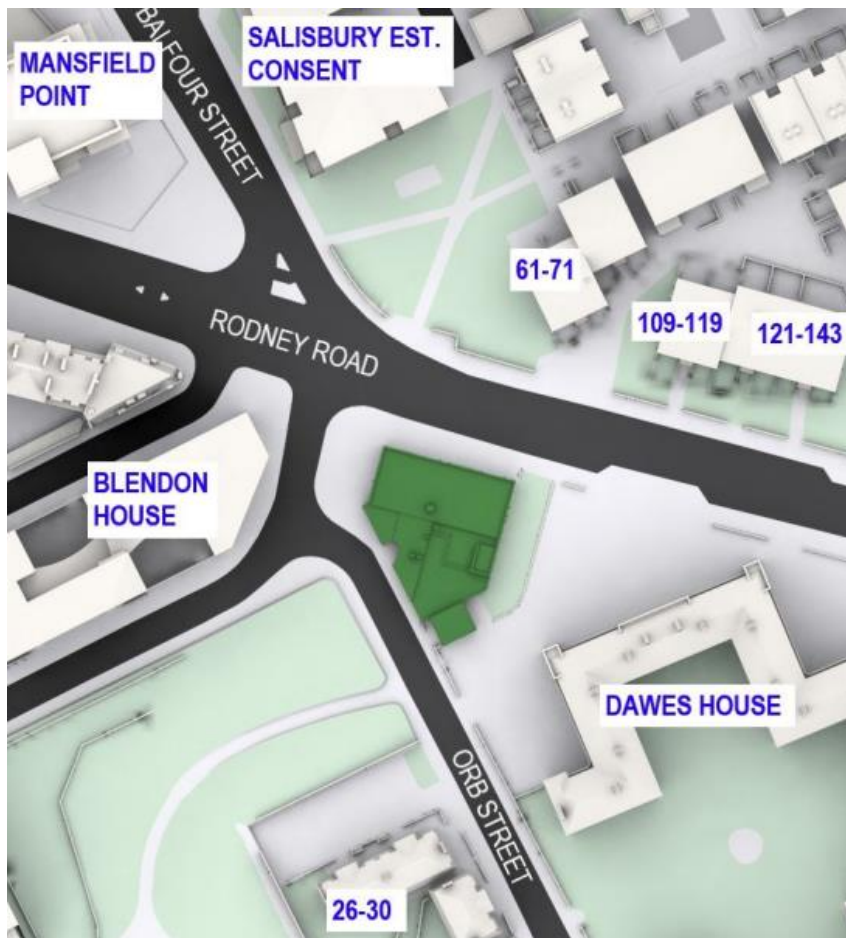 BALFOUR STREET
SALISBURY EST.
CONSENT
MANSFIELD
POINT
61-71
109-119
121-143
RODNEY ROAD
BLENDON
HOUSE
DAWES HOUSE
ORB STREET
26-30